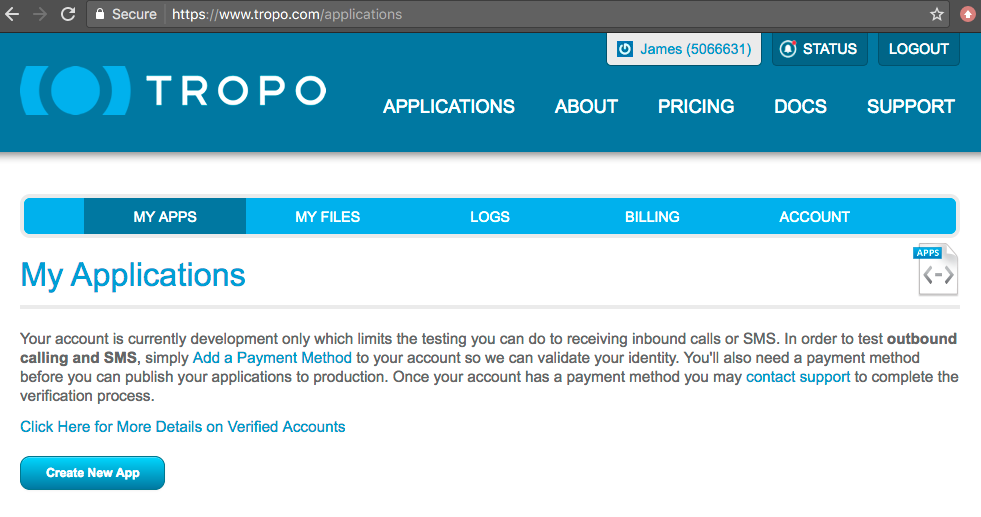 Secure https://www.tropo.com/applications
James (5066631) STATUS LOGOUT
TROPO
APPLICATIONS ABOUT PRICING DOCS SUPPORT
MY APPS MY FILES LOGS BILLING ACCOUNT
APPS
My Applications
Your account is currently development only which limits the testing you can do to receiving inbound calls or SMS. In order to test outbound
calling and SMS, simply Add a Payment Method to your account so we can validate your identity. You'll also need a payment method
before you can publish your applications to production. Once your account has a payment method you may contact support to complete the
verification process.
Click Here for More Details on Verified Accounts
Create New App